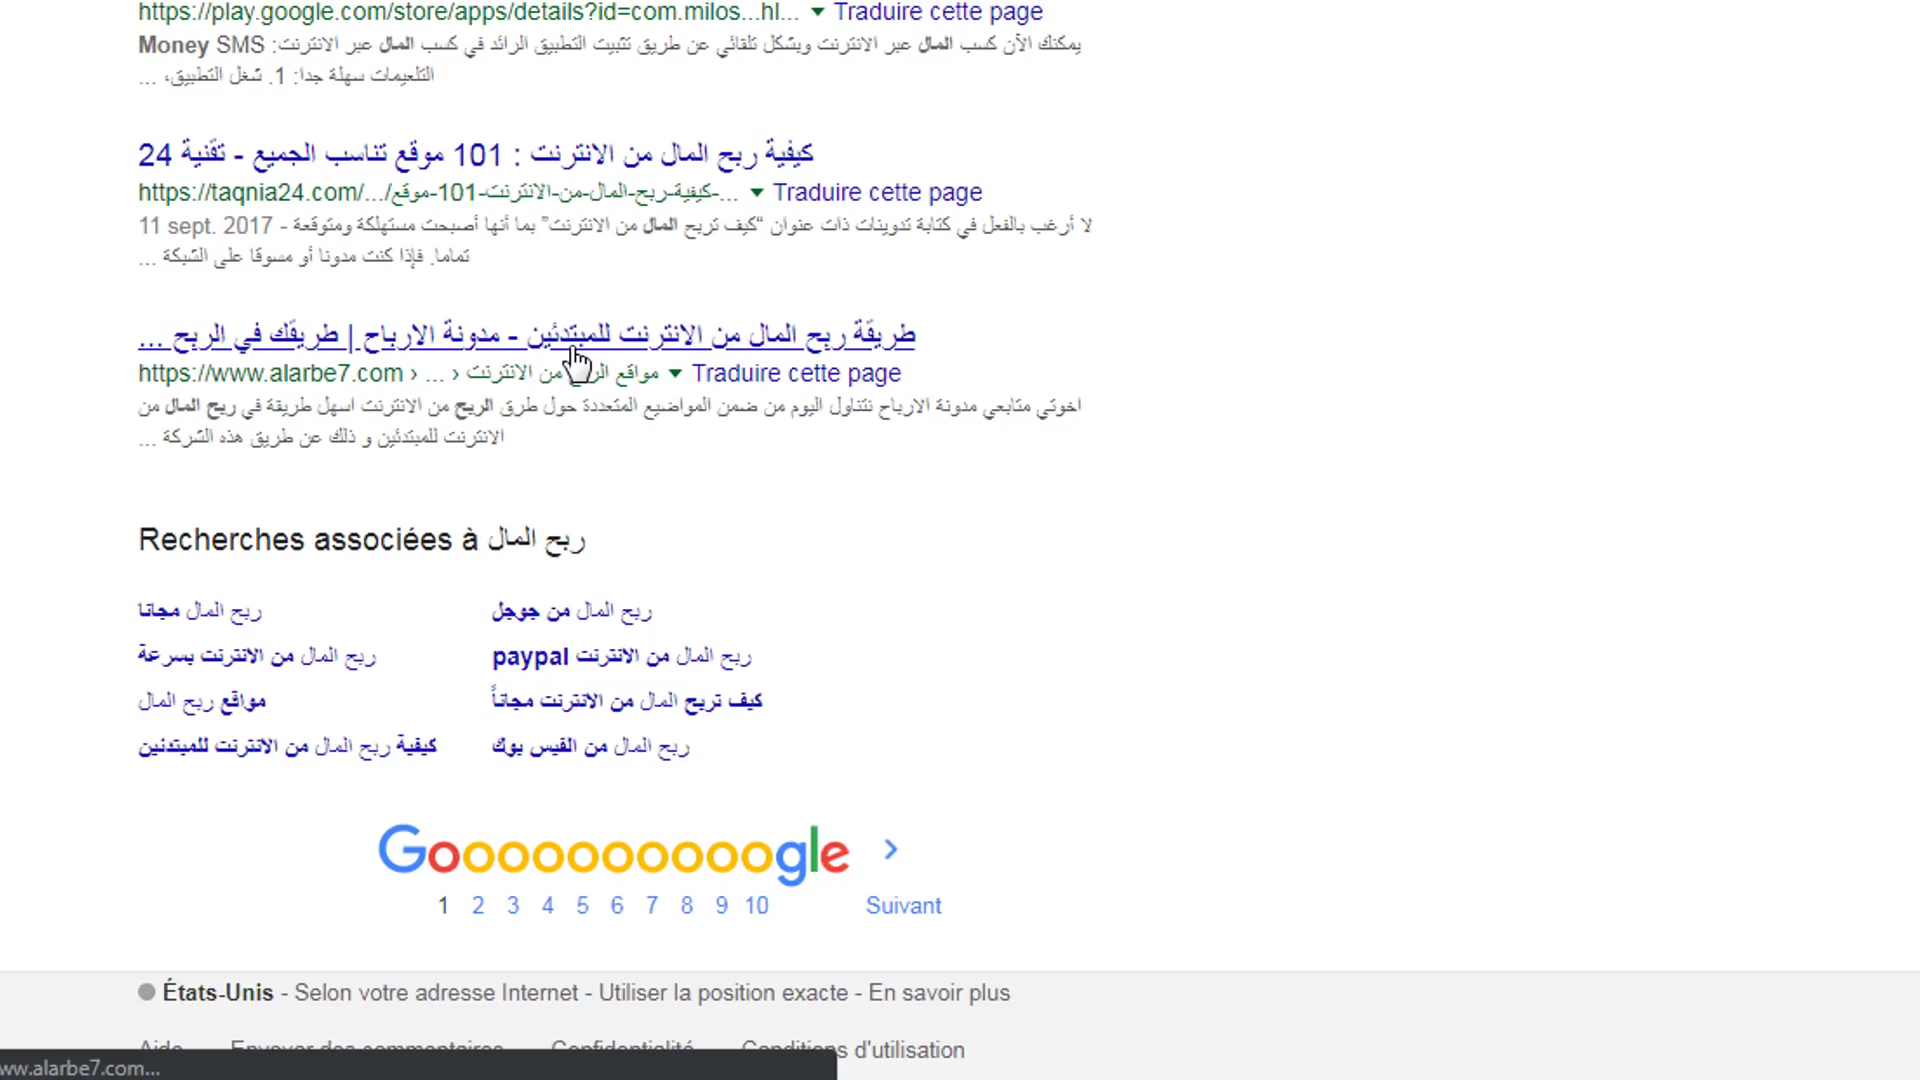 https://play.google.com/store/apps/details?id=com.milos...hl... ▼ Traduire cette page
يمكنك الآن كسب المال عبر الانترنت وبشكل تلقائي عن طريق تثبيت التطبيق الرائد في كسب المال عبر الانترنت: Money SMS
التلعيمات سهلة جدا: 1. شغل التطبيق، ...
كيفية ربح المال من الانترنت : 101 موقع تناسب الجميع - تقنية 24
https://taqnia24.com/.../كيفية-ربح-المال-من-الانترنت-101-موقع-... ▼ Traduire cette page
11 sept. 2017 - لا أرغب بالفعل في كتابة تدوينات ذات عنوان “كيف تربح المال من الانترنت” بما أنها أصبحت مستهلكة ومتوقعة
تماما. فإذا كنت مدونا أو مسوقا على الشبكة ...
طريقة ربح المال من الانترنت للمبتدئين - مدونة الارباح | طريقك في الربح ...
https://www.alarbe7.com › ... › مواقع من الانترنت ▼ Traduire cette page
اخوتي متابعي مدونة الارباح نتناول اليوم من ضمن المواضيع المتعددة حول طرق الربح من الانترنت اسهل طريقة في ربح المال من
الانترنت للمبتدئين و ذلك عن طريق هذه الشركة ...
Recherches associées à ربح المال
ربح المال مجانا
ربح المال من جوجل
ربح المال من الانترنت بسرعة
ربح المال من الانترنت paypal
مواقع ربح المال
كيف تربح المال من الانترنت مجاناً
كيفية ربح المال من الانترنت للمبتدئين
ربح المال من الفيس بوك
Goooooooooogle >
1 2 3 4 5 6 7 8 9 10 Suivant
États-Unis - Selon votre adresse Internet - Utiliser la position exacte - En savoir plus
Aide Envoyer des commentaires Confidentialité Conditions d'utilisation
ww.alarbe7.com...